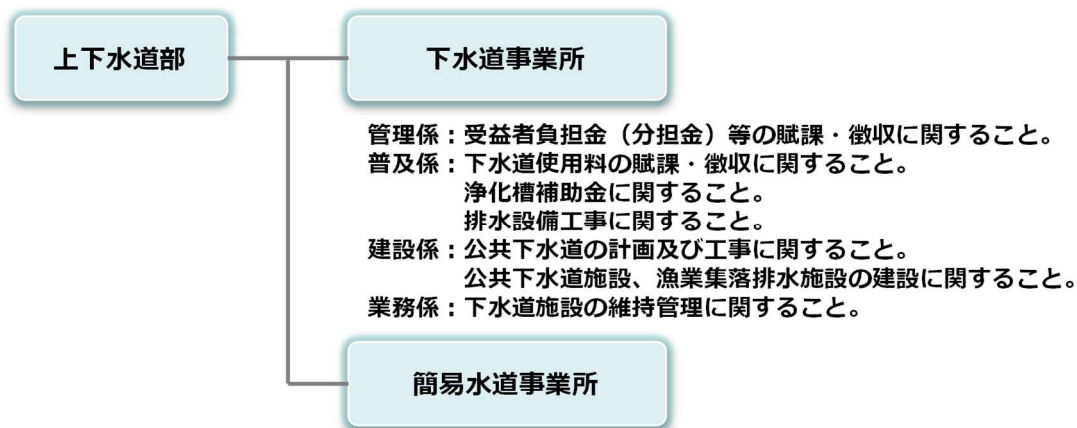 上下水道部
下水道事業所
管理係：受益者負担金（分担金）等の賦課・徴収に関すること。
普及係：下水道使用料の賦課・徴収に関すること。
浄化槽補助金に関すること。
排水設備工事に関すること。
建設係：公共下水道の計画及び工事に関すること。
公共下水道施設、漁業集落排水施設の建設に関すること。
業務係：下水道施設の維持管理に関すること。
簡易水道事業所